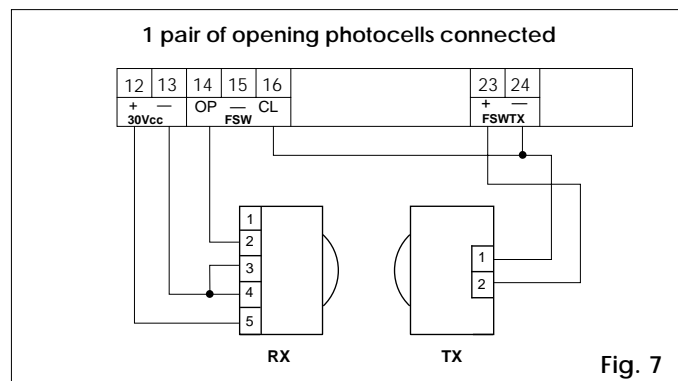 1 pair of opening photocells connected
12 13 14 15 16 23 24
+ — OP — CL + —
30Vcc FSW FSWTX
1
2
3
4
5
1
2
RX TX
Fig. 7